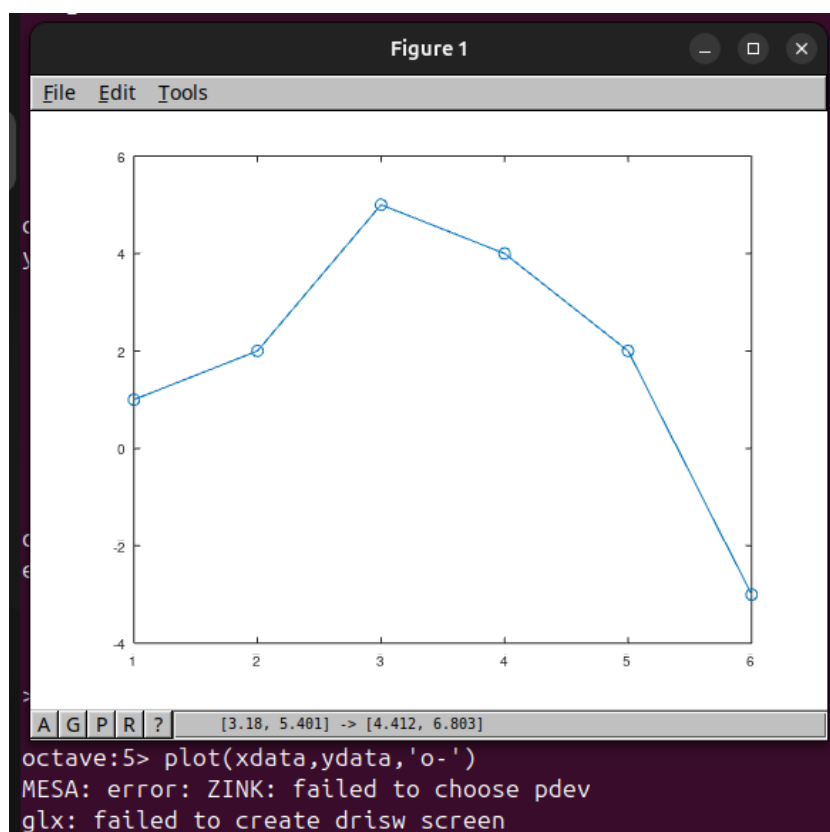 Figure 1
File Edit Tools
6
4
2
0
-2
-4
1 2 3 4 5 6
A G P R ? [3.18, 5.401] -> [4.412, 6.803]
octave:5> plot(xdata,ydata,'o-')
MESA: error: ZINK: failed to choose pdev
glx: failed to create drisw screen